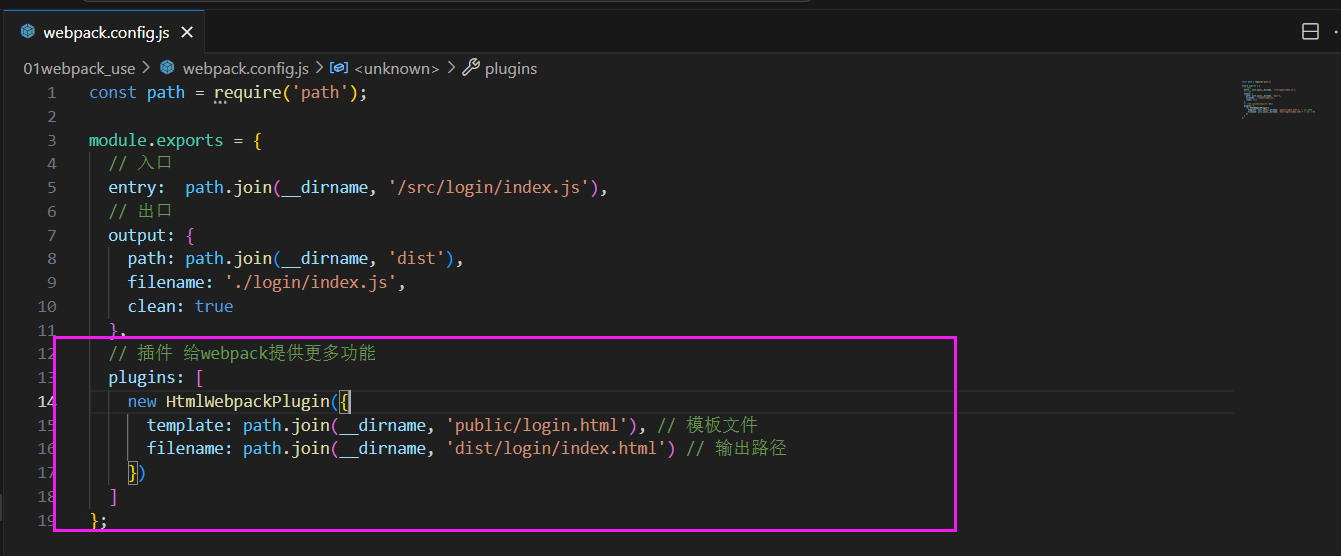 webpack.config.js
01webpack_use > webpack.config.js > <unknown> > plugins
1 const path = require('path');
2
3 module.exports = {
4 // 入口
5 entry:  path.join(__dirname, '/src/login/index.js'),
6 // 出口
7 output: {
8 path: path.join(__dirname, 'dist'),
9 filename: './login/index.js',
10 clean: true
11 },
12 // 插件 给webpack提供更多功能
13 plugins: [
14 new HtmlWebpackPlugin({
15 template: path.join(__dirname, 'public/login.html'), // 模板文件
16 filename: path.join(__dirname, 'dist/login/index.html') // 输出路径
17 })
18 ]
19 };